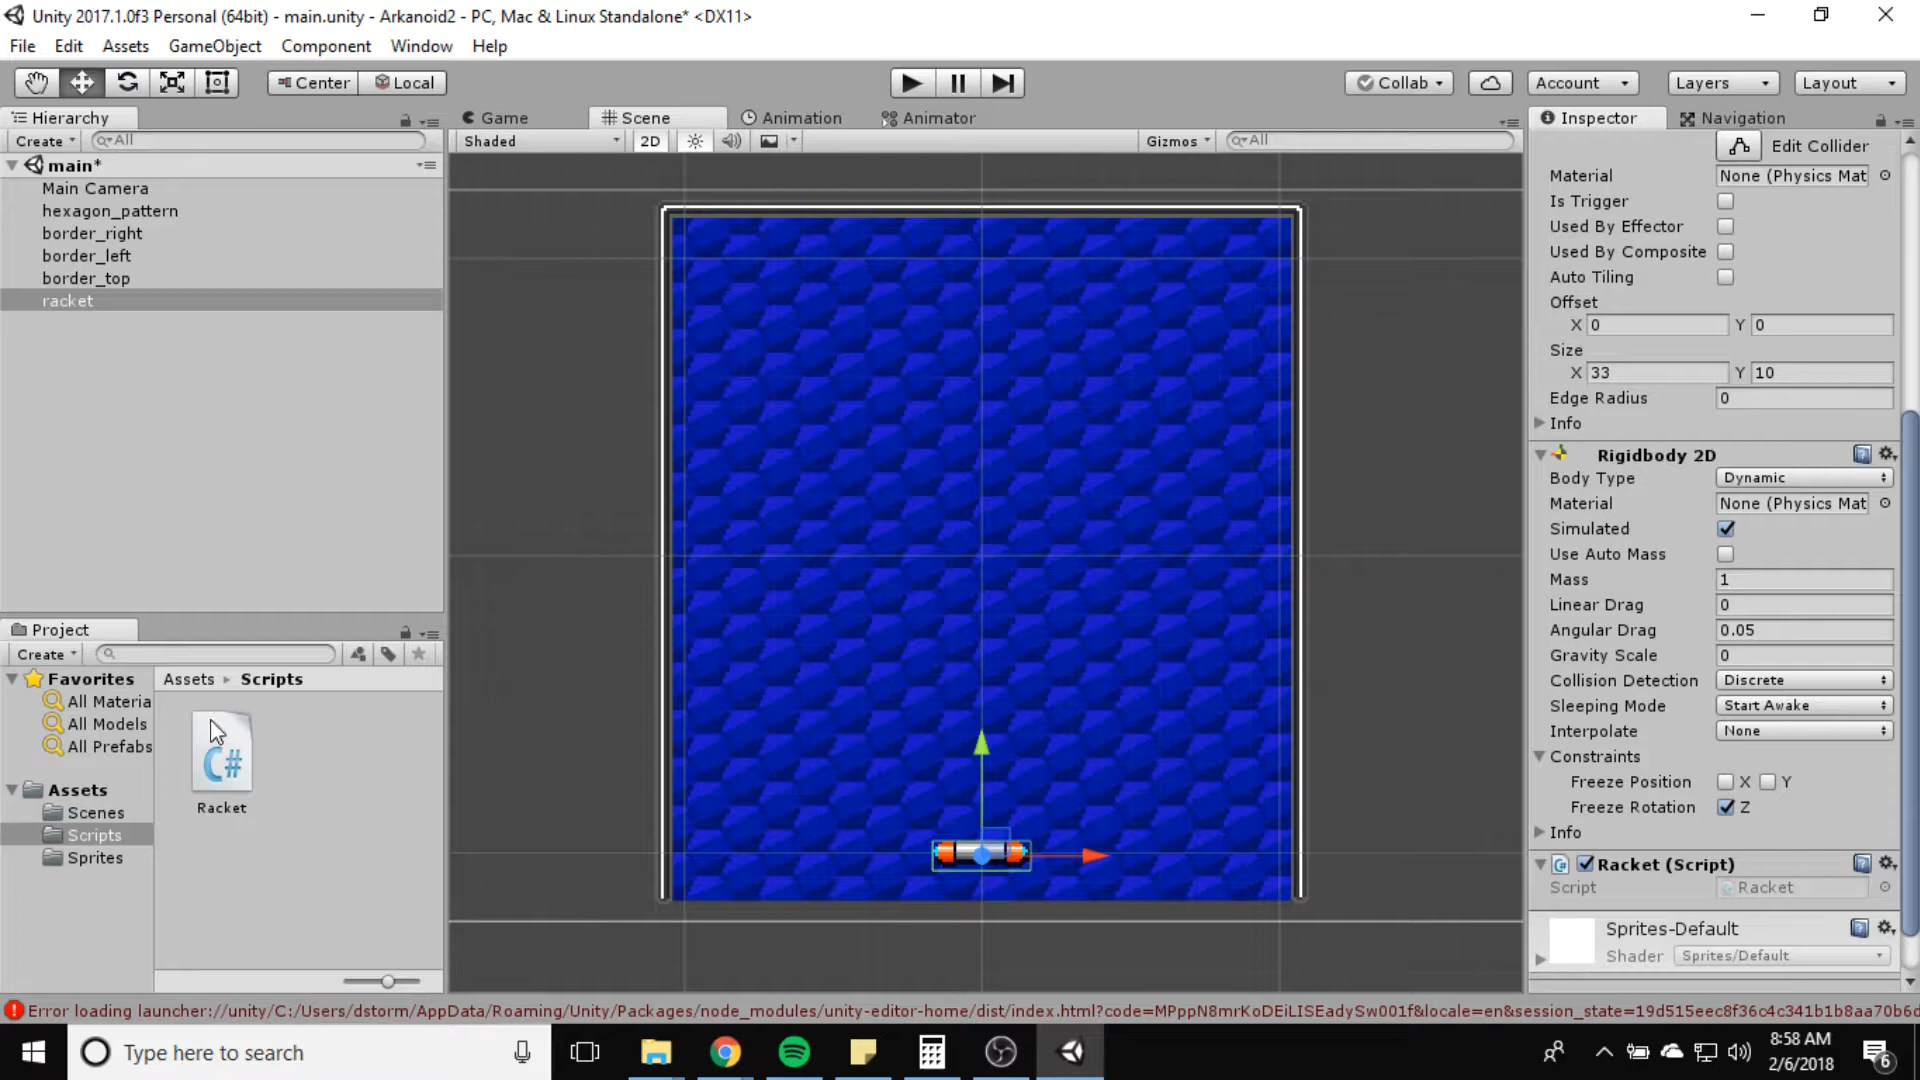 Unity 2017.1.0f3 Personal (64bit) - main.unity - Arkanoid2 - PC, Mac & Linux Standalone* <DX11>
File Edit Assets GameObject Component Window Help
Center Local Collab Account Layers Layout
Hierarchy
Create All
main*
Main Camera
hexagon_pattern
border_right
border_left
border_top
racket
Game Scene Animation Animator
Shaded 2D Gizmos All
Project
Create
Favorites
All Materia
All Models
All Prefabs
Assets
Scenes
Scripts
Sprites
Assets Scripts
C#
Racket
Inspector Navigation
Edit Collider
Material None (Physics Mat
Is Trigger
Used By Effector
Used By Composite
Auto Tiling
Offset
X 0 Y 0
Size
X 33 Y 10
Edge Radius 0
Info
Rigidbody 2D
Body Type Dynamic
Material None (Physics Mat
Simulated
Use Auto Mass
Mass 1
Linear Drag 0
Angular Drag 0.05
Gravity Scale 0
Collision Detection Discrete
Sleeping Mode Start Awake
Interpolate None
Constraints
Freeze Position X Y
Freeze Rotation Z
Info
Racket (Script)
Script Racket
Sprites-Default
Shader Sprites/Default
Error loading launcher://unity/C:/Users/dstorm/AppData/Roaming/Unity/Packages/node_modules/unity-editor-home/dist/index.html?code=MPppN8mrKoDEiLISEadySw001f&locale=en&session_state=19d515eec8f36c4c341b1b8aa70b6d
Type here to search
8:58 AM
2/6/2018
6